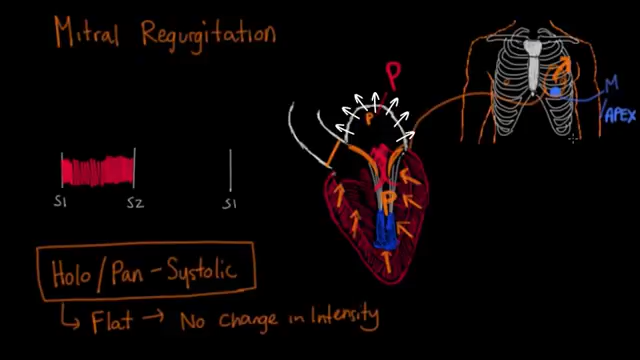 Mitral Regurgitation
P
P
P
M
/APEX
S1
S2
S1
Holo/Pan-Systolic
↳ Flat → No Change in Intensity